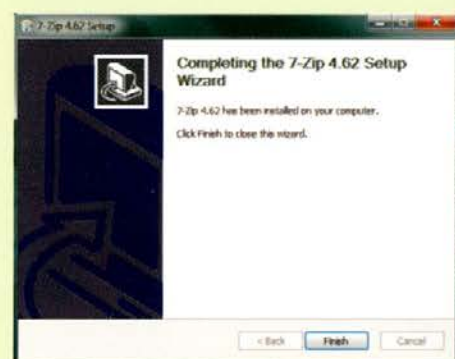 7-Zip 4.62 Setup
Completing the 7-Zip 4.62 Setup
Wizard
7-Zip 4.62 has been installed on your computer.
Click Finish to close this wizard.
< Back
Finish
Cancel